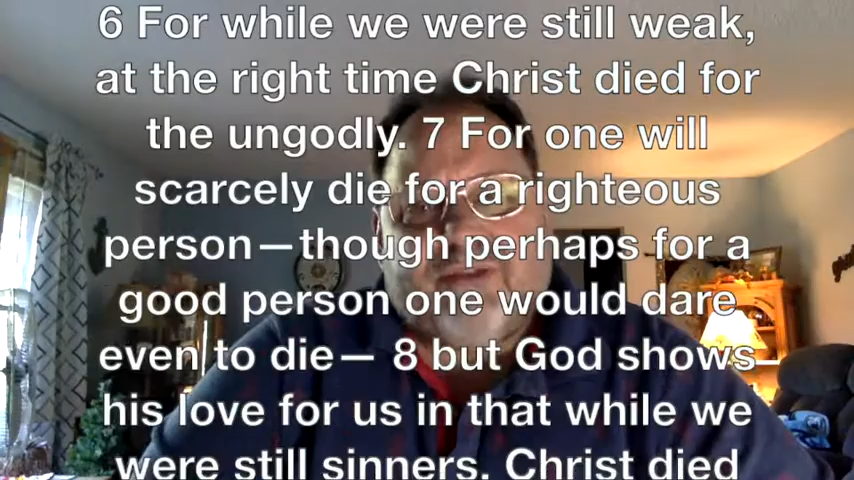 6 For while we were still weak,
at the right time Christ died for
the ungodly. 7 For one will
scarcely die for a righteous
person—though perhaps for a
good person one would dare
even to die— 8 but God shows
his love for us in that while we
were still sinners, Christ died